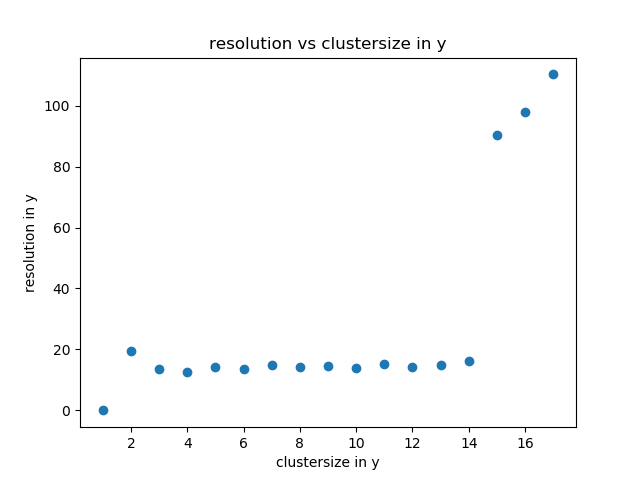 resolution vs clustersize in y
100
80
60
40
20
0
resolution in y
2 4 6 8 10 12 14 16
clustersize in y